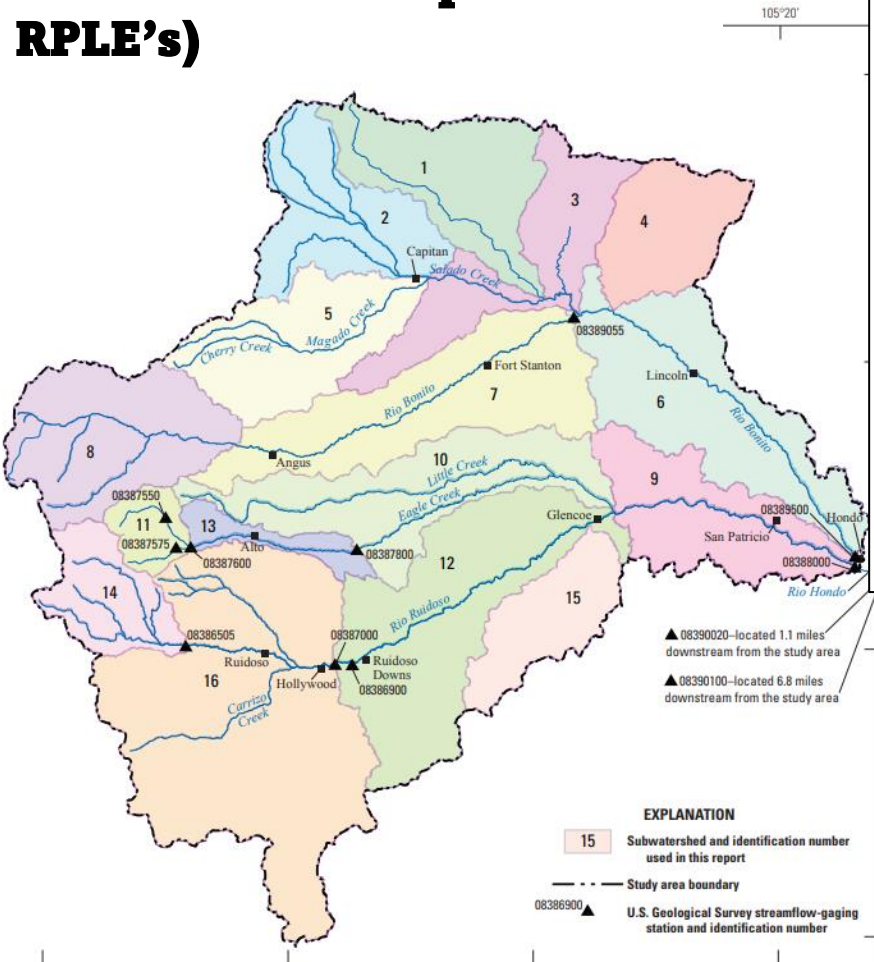 RPLE's)
105°20'
1
2
3
4
Capitan
Salado Creek
5
Magado Creek
Cherry Creek
08389055
Fort Stanton
Lincoln
7
6
Rio Bonito
Rio Bonito
8
Angus
10
Little Creek
Eagle Creek
9
08387550
11
13
Glencoe
08389500
Hondo
08387575
Alto
San Patricio
08387600
08387800
08388000
12
Rio Hondo
14
15
Rio Ruidoso
08386505
08387000
08390020–located 1.1 miles
downstream from the study area
Ruidoso
Ruidoso
Downs
16
Hollywood
08386900
08390100–located 6.8 miles
downstream from the study area
Carrizo
Creek
EXPLANATION
15
Subwatershed and identification number
used in this report
Study area boundary
08386900
U.S. Geological Survey streamflow-gaging
station and identification number